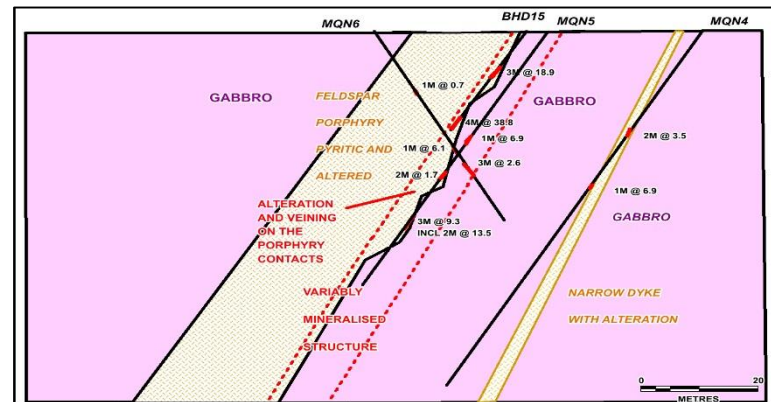 MQN6
BHD15
MQN5
MQN4
3M @ 18.9
1M @ 0.7
GABBRO
FELDSPAR
PORPHYRY
PYRITIC AND
ALTERED
GABBRO
4M @ 38.8
1M @ 6.9
2M @ 3.5
1M @ 6.1
3M @ 2.6
2M @ 1.7
1M @ 6.9
ALTERATION
AND VEINING
ON THE
PORPHYRY
CONTACTS
3M @ 9.3
INCL 2M @ 13.5
GABBRO
VARIABLY
MINERALISED
STRUCTURE
NARROW DYKE
WITH ALTERATION
0 20
METRES